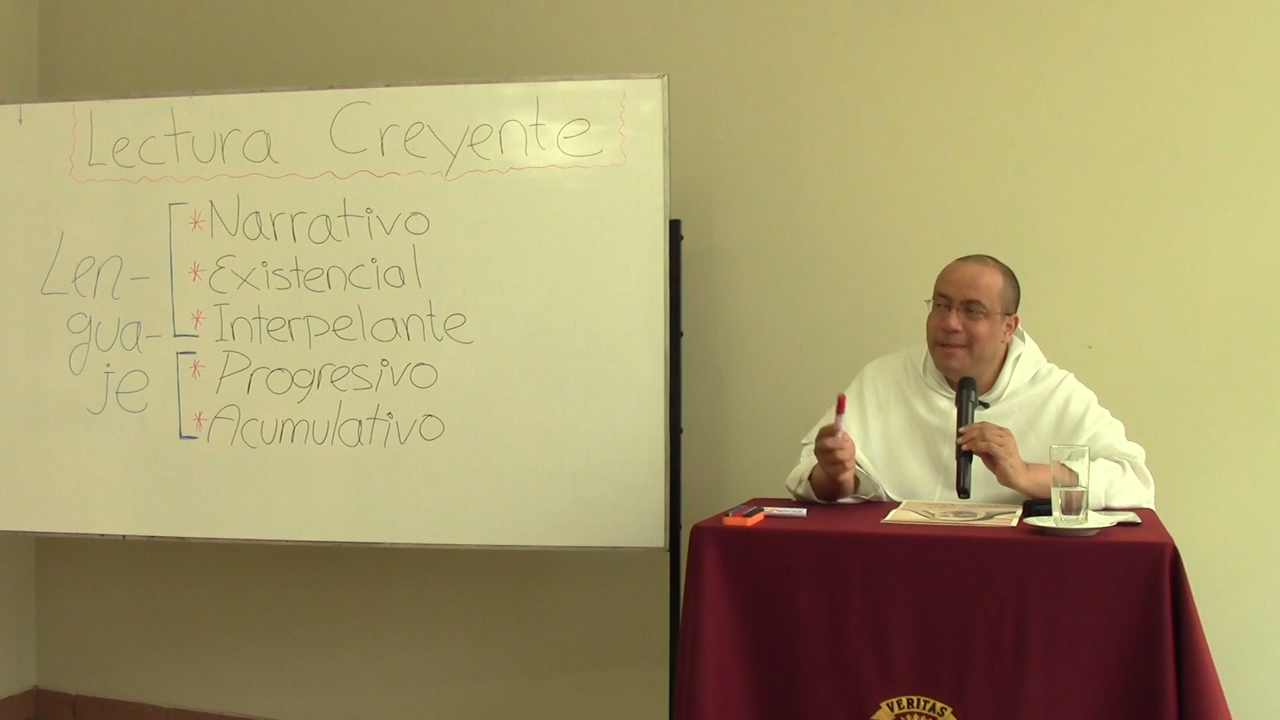 Lectura Creyente
Len-
gua-
je
*Narrativo
*Existencial
*Interpelante
*Progresivo
*Acumulativo
VERITAS